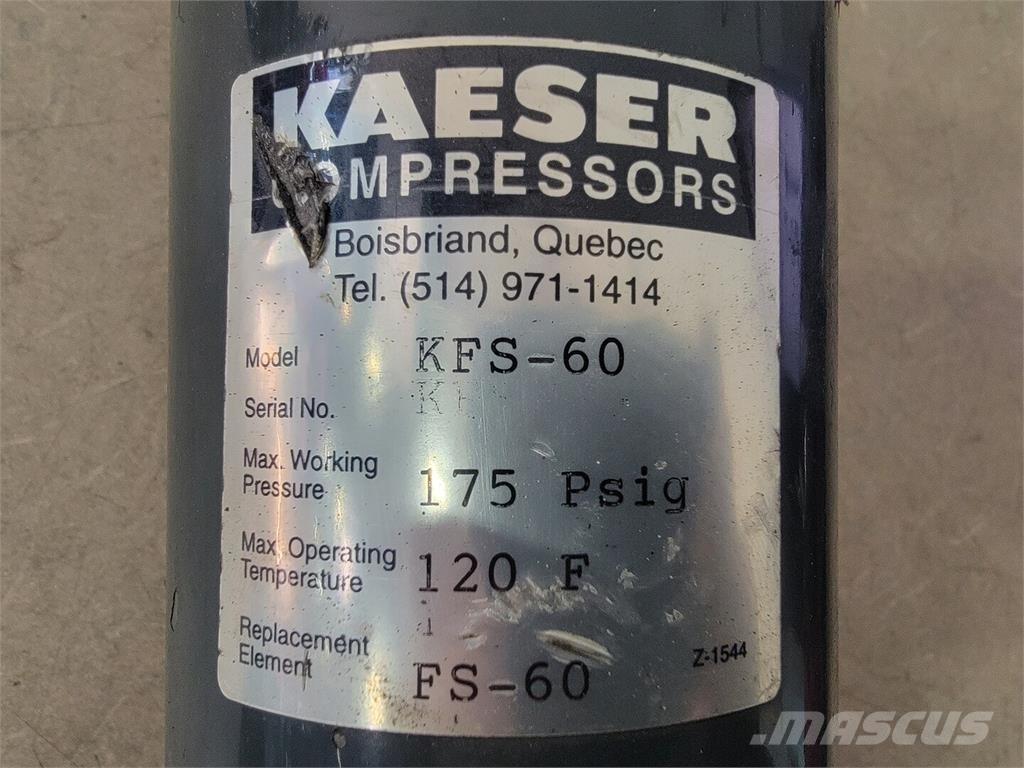 KAESER
COMPRESSORS
Boisbriand, Quebec
Tel. (514) 971-1414
Model KFS-60
Serial No.
Max. Working
Pressure 175 Psig
Max. Operating
Temperature 120 F
Replacement
Element FS-60
Z-1544
MASCUS